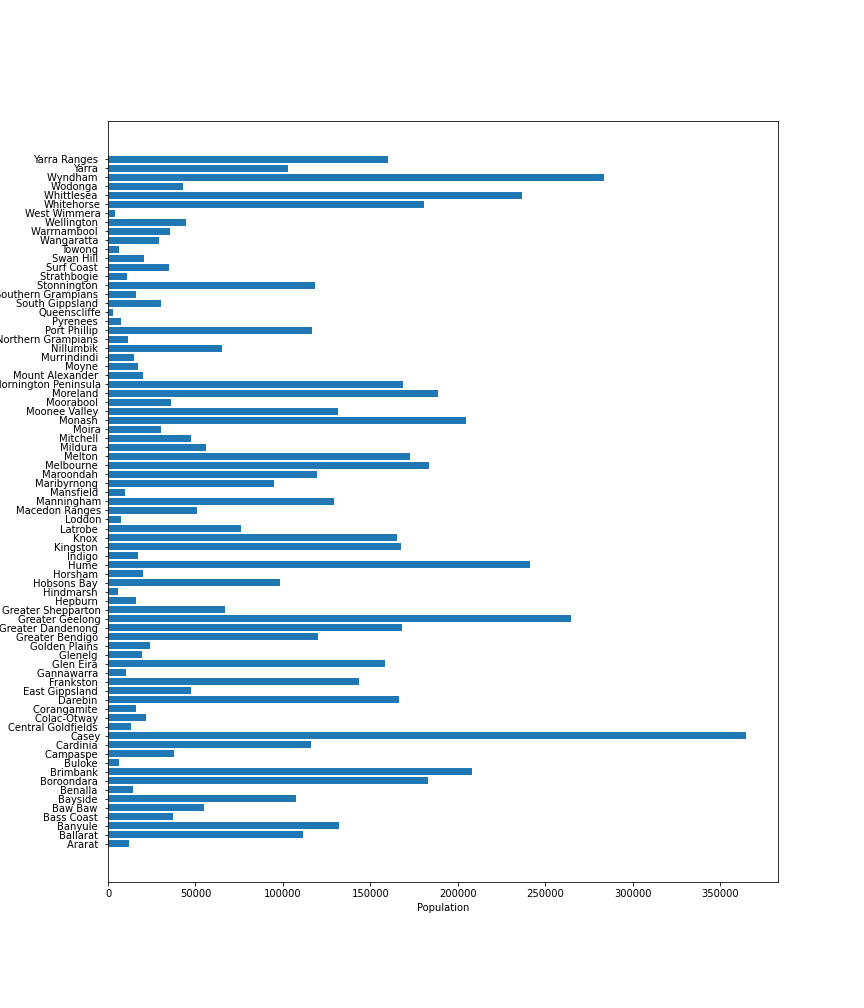 Yarra Ranges
Yarra
Wyndham
Wodonga
Whittlesea
Whitehorse
West Wimmera
Wellington
Warrnambool
Wangaratta
Towong
Swan Hill
Surf Coast
Strathbogie
Stonnington
Southern Grampians
South Gippsland
Queenscliffe
Pyrenees
Port Phillip
Northern Grampians
Nillumbik
Murrindindi
Moyne
Mount Alexander
Mornington Peninsula
Moreland
Moorabool
Moonee Valley
Monash
Moira
Mitchell
Mildura
Melton
Melbourne
Maroondah
Maribyrnong
Mansfield
Manningham
Macedon Ranges
Loddon
Latrobe
Knox
Kingston
Indigo
Hume
Horsham
Hobsons Bay
Hindmarsh
Hepburn
Greater Shepparton
Greater Geelong
Greater Dandenong
Greater Bendigo
Golden Plains
Glenelg
Glen Eira
Gannawarra
Frankston
East Gippsland
Darebin
Corangamite
Colac-Otway
Central Goldfields
Casey
Cardinia
Campaspe
Buloke
Brimbank
Boroondara
Benalla
Bayside
Baw Baw
Bass Coast
Banyule
Ballarat
Ararat
0 50000 100000 150000 200000 250000 300000 350000
Population